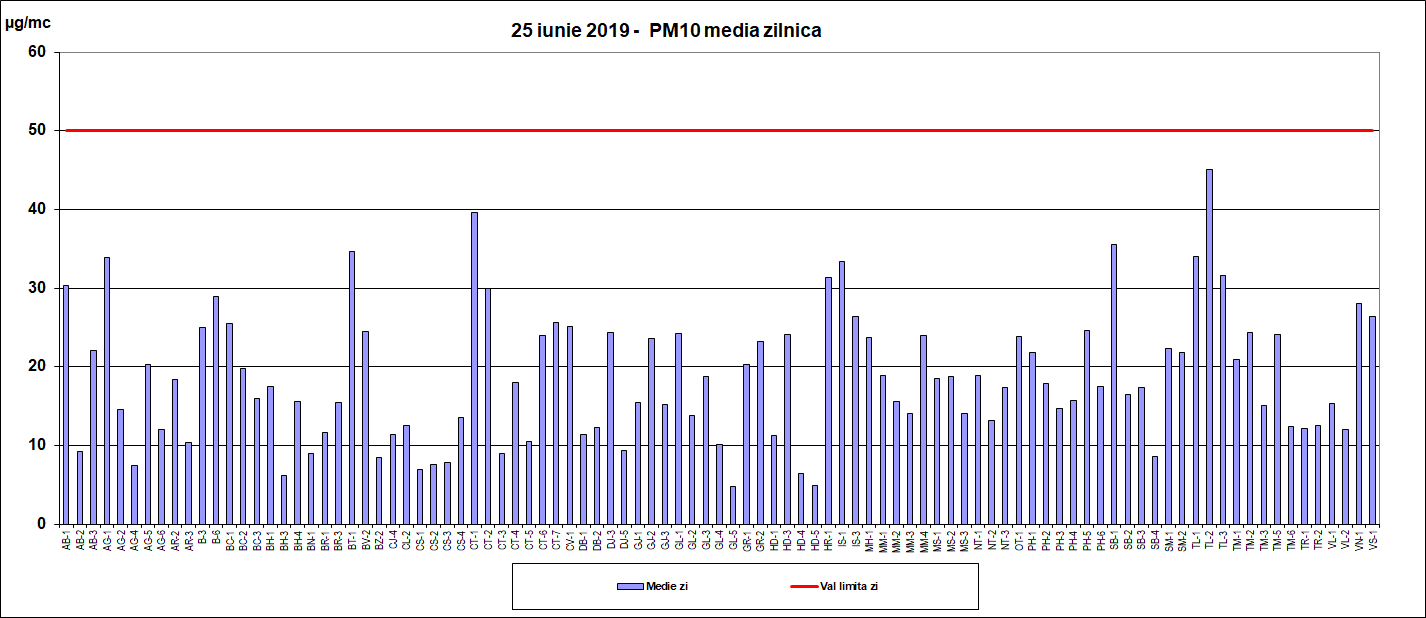 µg/mc
25 iunie 2019 - PM10 media zilnica
60
50
40
30
20
10
0
AB-1 AB-2 AB-3 AG-1 AG-2 AG-4 AG-5 AG-6 AR-2 AR-3 B-3 B-6 BC-1 BC-2 BC-3 BH-1 BH-3 BH-4 BN-1 BR-1 BR-3 BT-1 BV-2 BZ-2 CJ-4 CL-2 CS-1 CS-2 CS-3 CS-4 CT-1 CT-2 CT-3 CT-4 CT-5 CT-6 CT-7 CV-1 DB-1 DB-2 DJ-3 DJ-5 GJ-1 GJ-2 GJ-3 GL-1 GL-2 GL-3 GL-4 GL-5 GR-1 GR-2 HD-1 HD-3 HD-4 HD-5 HR-1 IS-1 IS-3 MH-1 MM-1 MM-2 MM-3 MM-4 MS-1 MS-2 MS-3 NT-1 NT-2 NT-3 OT-1 PH-1 PH-2 PH-3 PH-4 PH-5 PH-6 SB-1 SB-2 SB-3 SB-4 SM-1 SM-2 TL-1 TL-2 TL-3 TM-1 TM-2 TM-3 TM-5 TM-6 TR-1 TR-2 VL-1 VL-2 VN-1 VS-1
Medie zi
Val limita zi